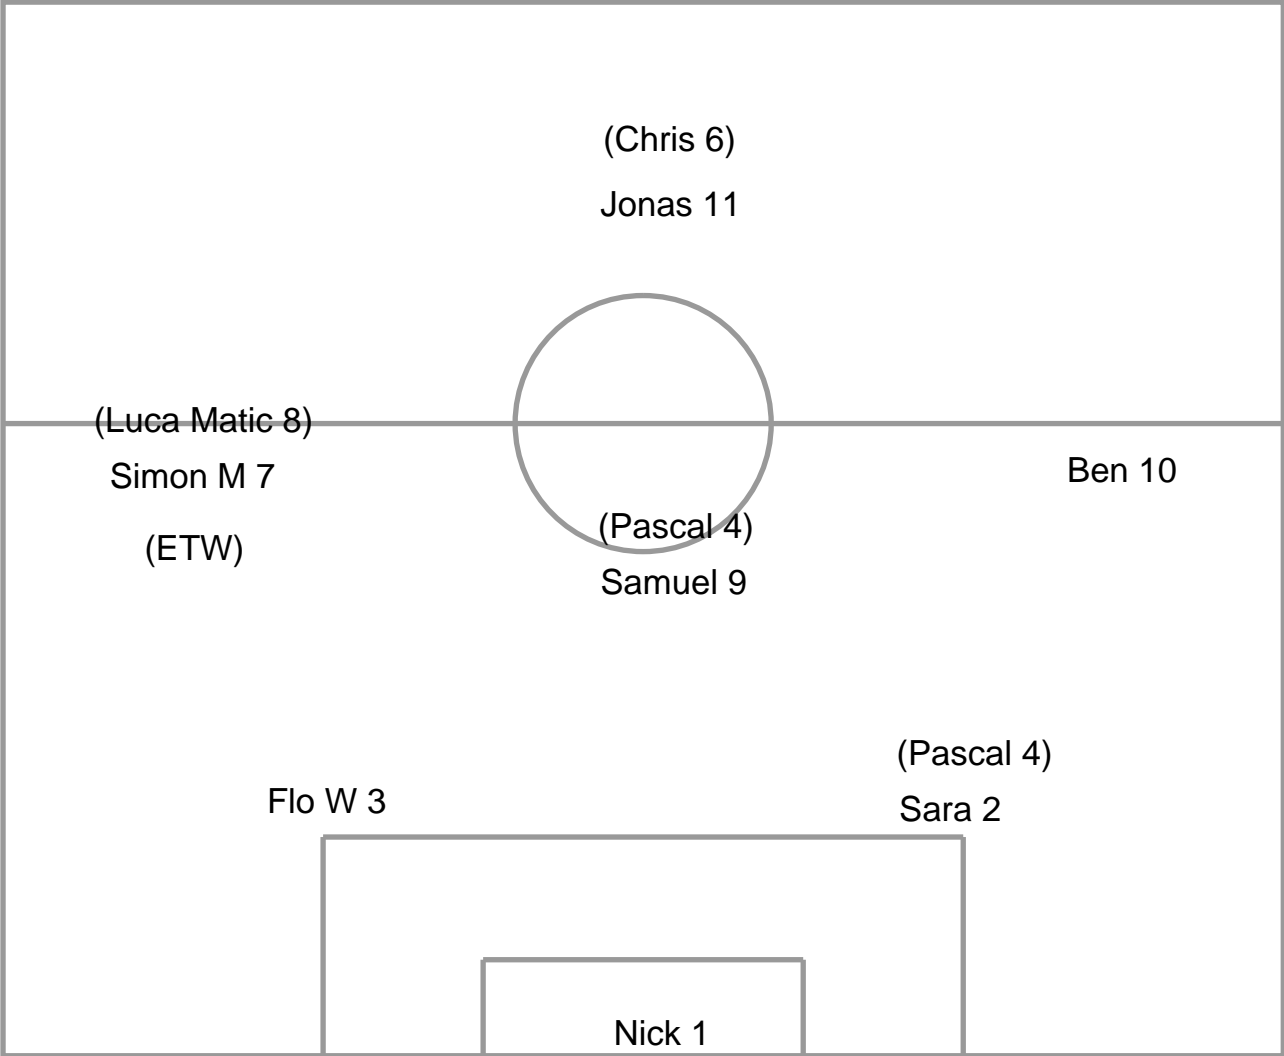 (Chris 6)
Jonas 11
(Luca Matic 8)
Simon M 7
Ben 10
(ETW)
(Pascal 4)
Samuel 9
(Pascal 4)
Flo W 3
Sara 2
Nick 1